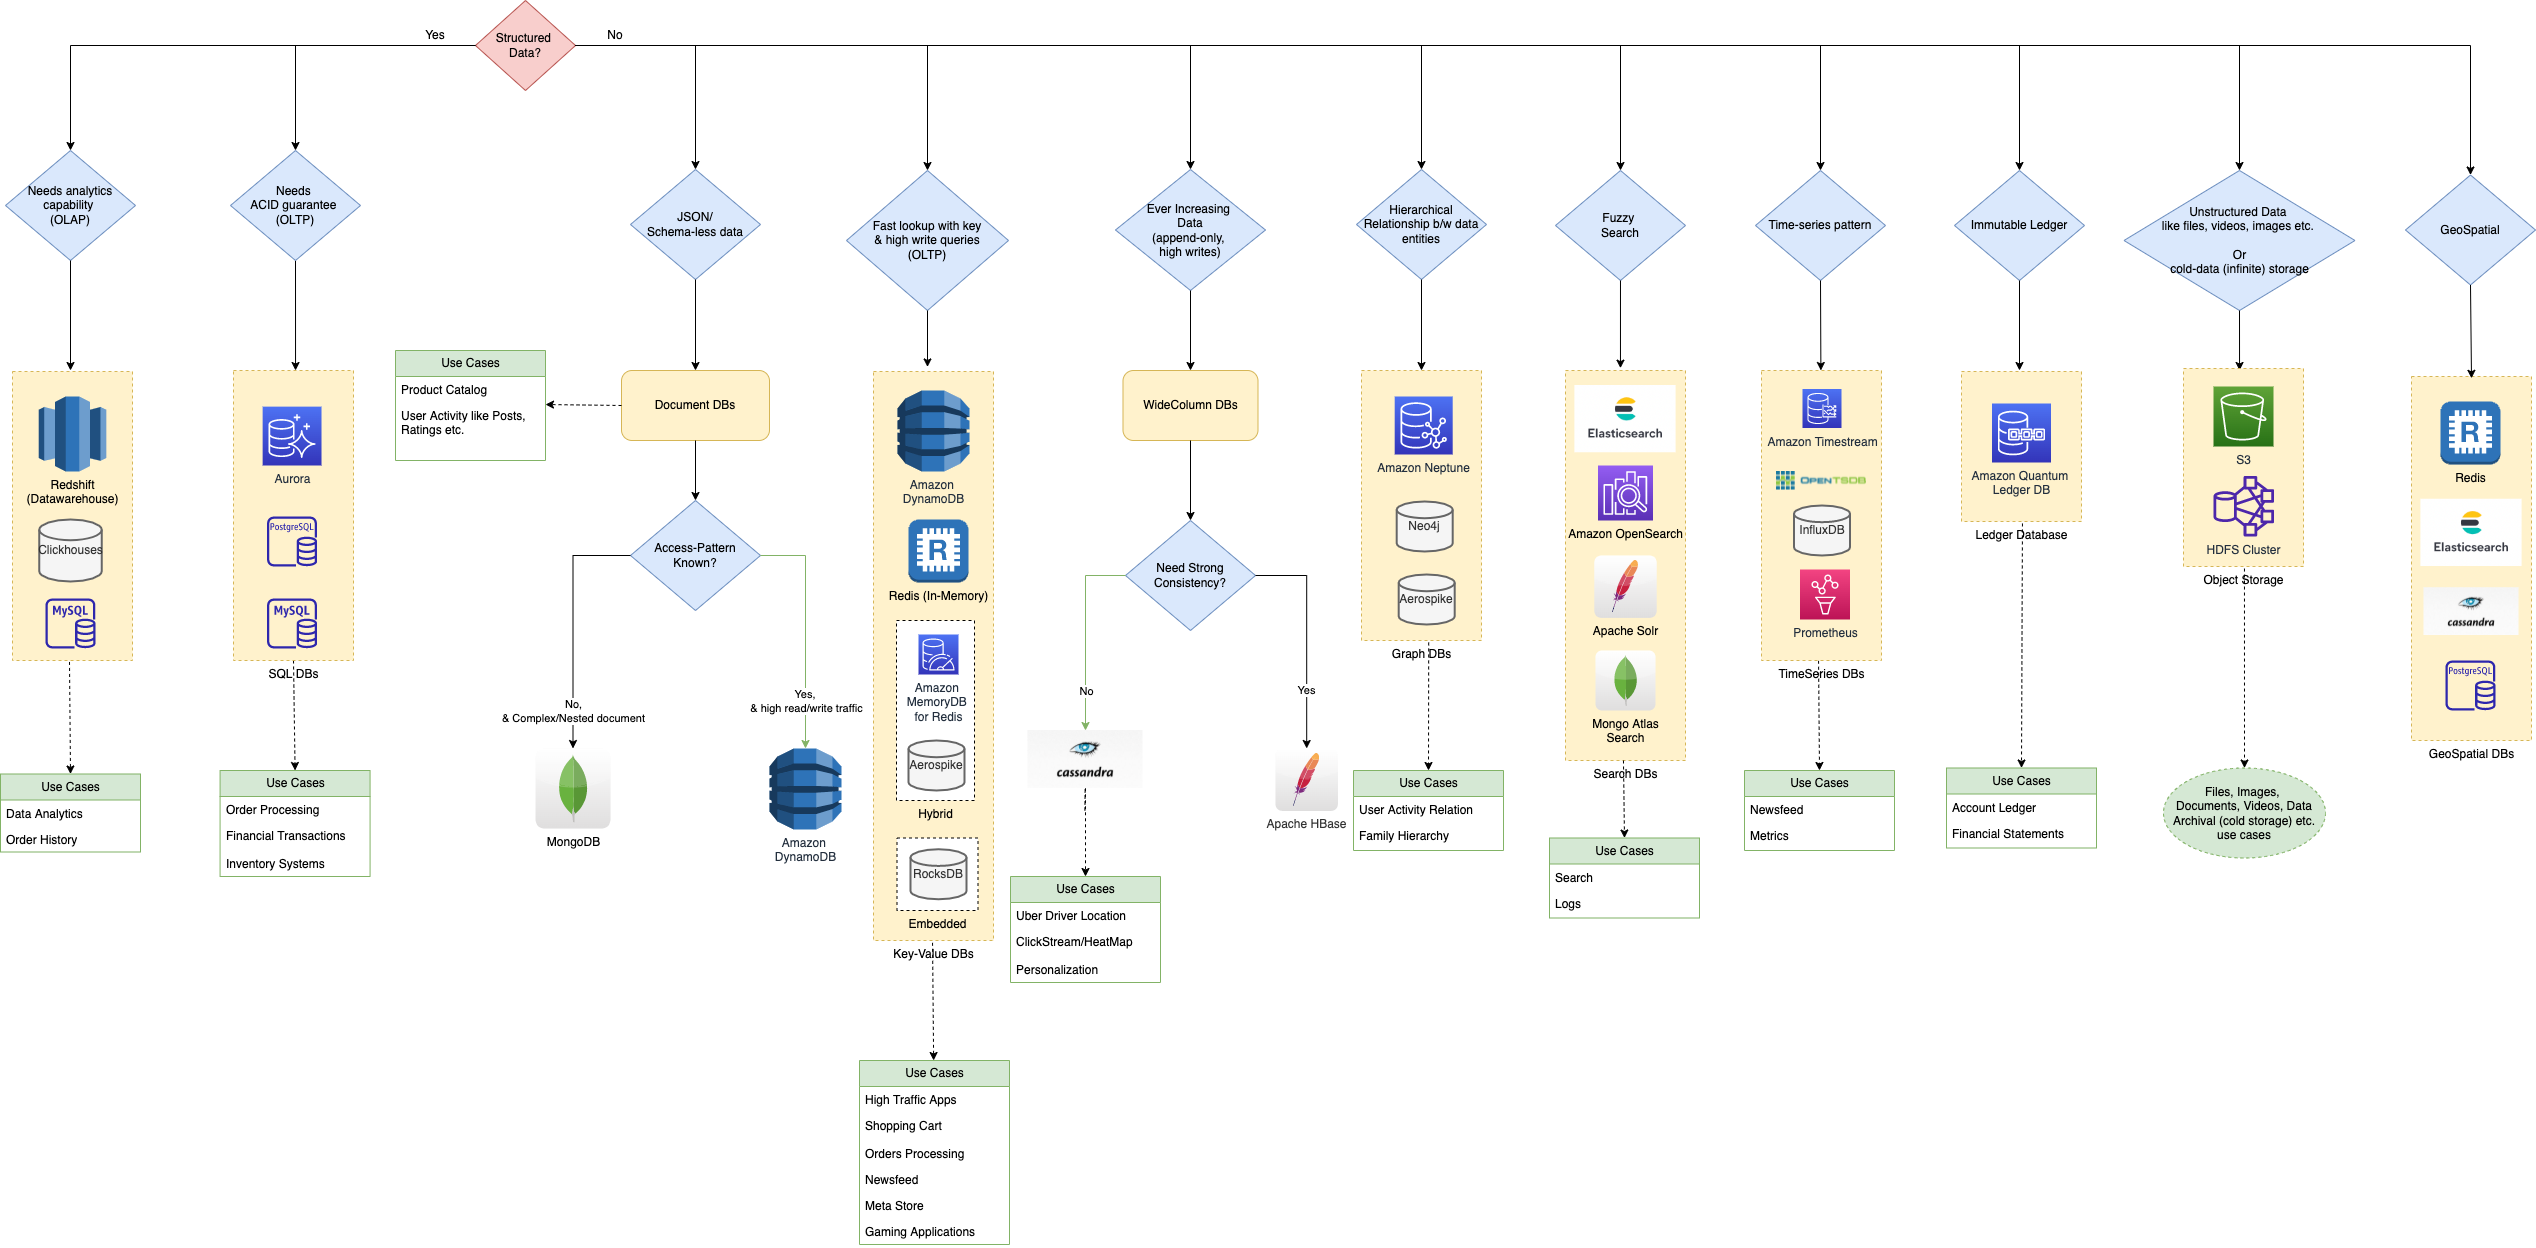 Yes
Structured
Data?
No
Needs analytics
capability
(OLAP)
Needs
ACID guarantee
(OLTP)
JSON/
Schema-less data
Fast lookup with key
& high write queries
(OLTP)
Ever Increasing
Data
(append-only,
high writes)
Hierarchical
Relationship b/w data
entities
Fuzzy
Search
Time-series pattern
Immutable Ledger
Unstructured Data
like files, videos, images etc.
Or
cold-data (infinite) storage
GeoSpatial
Redshift
(Datawarehouse)
Clickhouses
MySQL
Use Cases
Data Analytics
Order History
Aurora
PostgreSQL
MySQL
SQL DBs
Use Cases
Order Processing
Financial Transactions
Inventory Systems
Use Cases
Product Catalog
User Activity like Posts,
Ratings etc.
Document DBs
Access-Pattern
Known?
No,
& Complex/Nested document
Yes,
& high read/write traffic
MongoDB
Amazon
DynamoDB
Amazon
DynamoDB
R
Redis (In-Memory)
Amazon
MemoryDB
for Redis
Aerospike
Hybrid
RocksDB
Embedded
Key-Value DBs
Use Cases
High Traffic Apps
Shopping Cart
Orders Processing
Newsfeed
Meta Store
Gaming Applications
WideColumn DBs
Need Strong
Consistency?
No
Yes
cassandra
Apache HBase
Use Cases
Uber Driver Location
ClickStream/HeatMap
Personalization
Amazon Neptune
Neo4j
Aerospike
Graph DBs
Use Cases
User Activity Relation
Family Hierarchy
Elasticsearch
Amazon OpenSearch
Apache Solr
Mongo Atlas
Search
Search DBs
Use Cases
Search
Logs
Amazon Timestream
OPENTSDB
InfluxDB
Prometheus
TimeSeries DBs
Use Cases
Newsfeed
Metrics
Amazon Quantum
Ledger DB
Ledger Database
Use Cases
Account Ledger
Financial Statements
S3
HDFS Cluster
Object Storage
Files, Images,
Documents, Videos, Data
Archival (cold storage) etc.
use cases
R
Redis
Elasticsearch
cassandra
PostgreSQL
GeoSpatial DBs